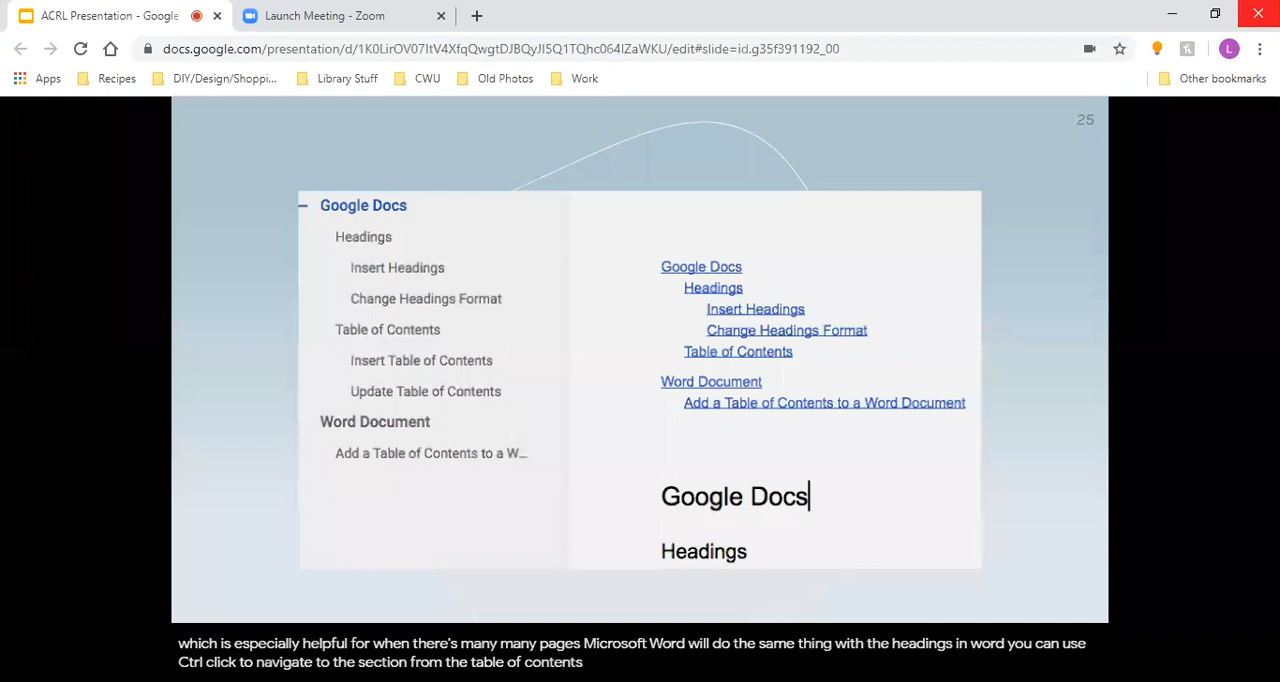 ACRL Presentation - Google
Launch Meeting - Zoom
docs.google.com/presentation/d/1K0LirOV07ItV4XfqQwgtDJBQyJI5Q1TQhc064lZaWKU/edit#slide=id.g35f391192_00
L
Apps
Recipes
DIY/Design/Shoppi...
Library Stuff
CWU
Old Photos
Work
Other bookmarks
25
Google Docs
Headings
Insert Headings
Change Headings Format
Table of Contents
Insert Table of Contents
Update Table of Contents
Word Document
Add a Table of Contents to a W...
Google Docs
Headings
Insert Headings
Change Headings Format
Table of Contents
Word Document
Add a Table of Contents to a Word Document
Google Docs
Headings
which is especially helpful for when there's many many pages Microsoft Word will do the same thing with the headings in word you can use
Ctrl click to navigate to the section from the table of contents